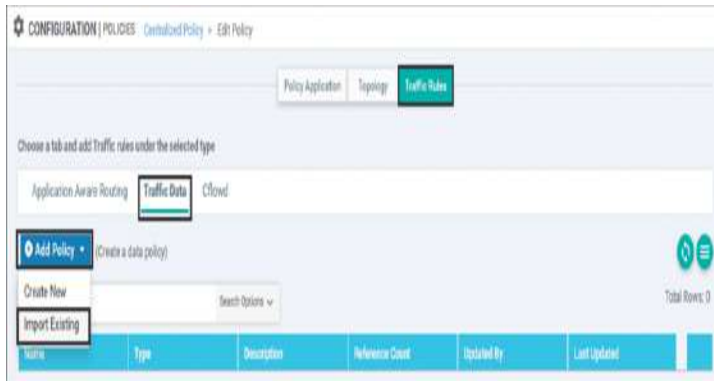 CONFIGURATION | POLICIES Centralized Policy > Edit Policy
Policy Application Topology Traffic Rules
Choose a tab and add Traffic rules under the selected type
Application Aware Routing Traffic Data Cflowd
Add Policy (Create a data policy)
Create New
Search Options
Total Rows: 0
Import Existing
Name Type Description Reference Count Updated By Last Updated